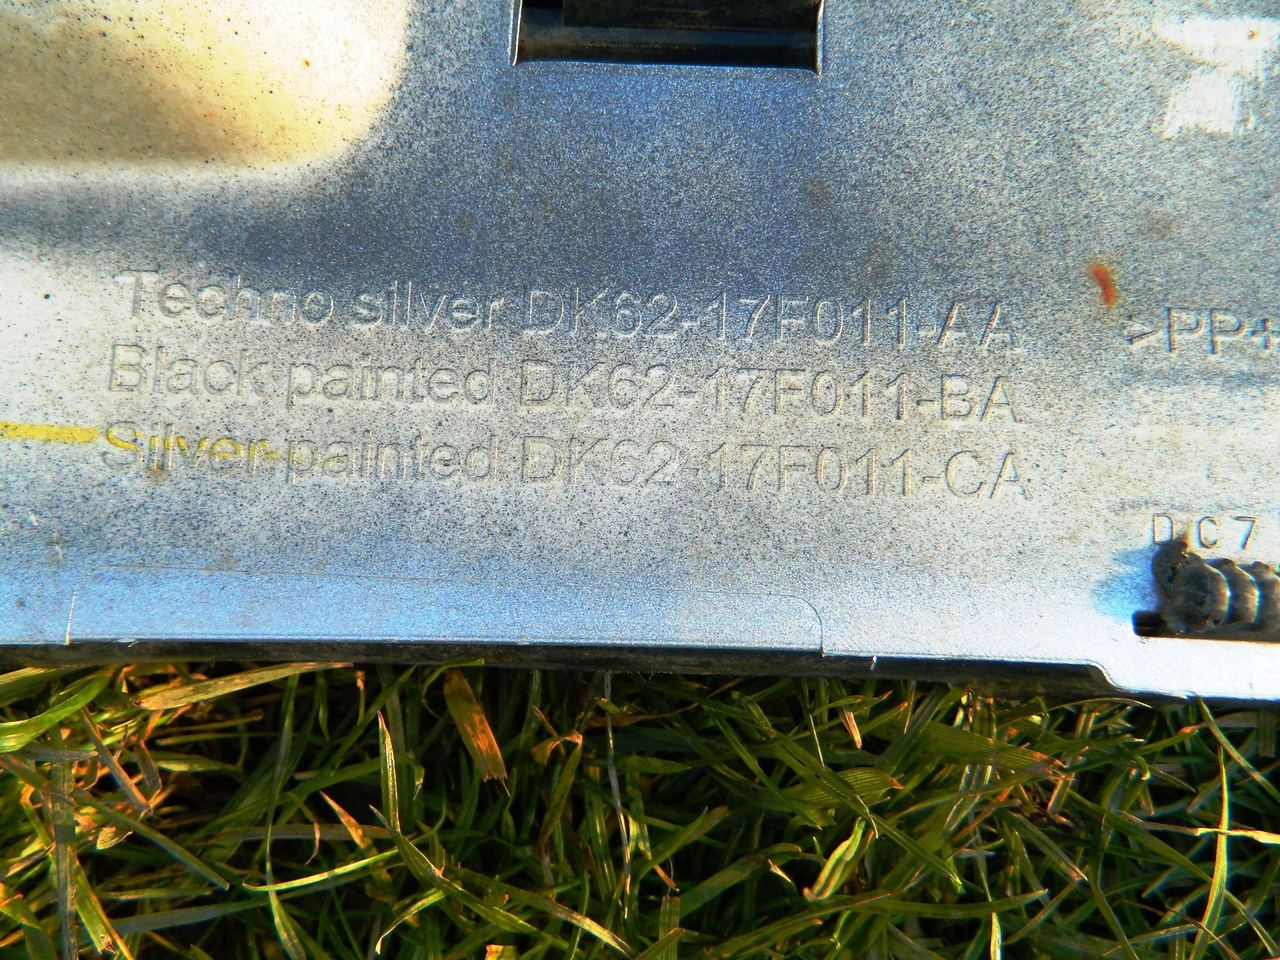 Techno silver DK62-17F011-AA
Black painted DK62-17F011-BA
Silver painted DK62-17F011-CA
>PP+
DC7